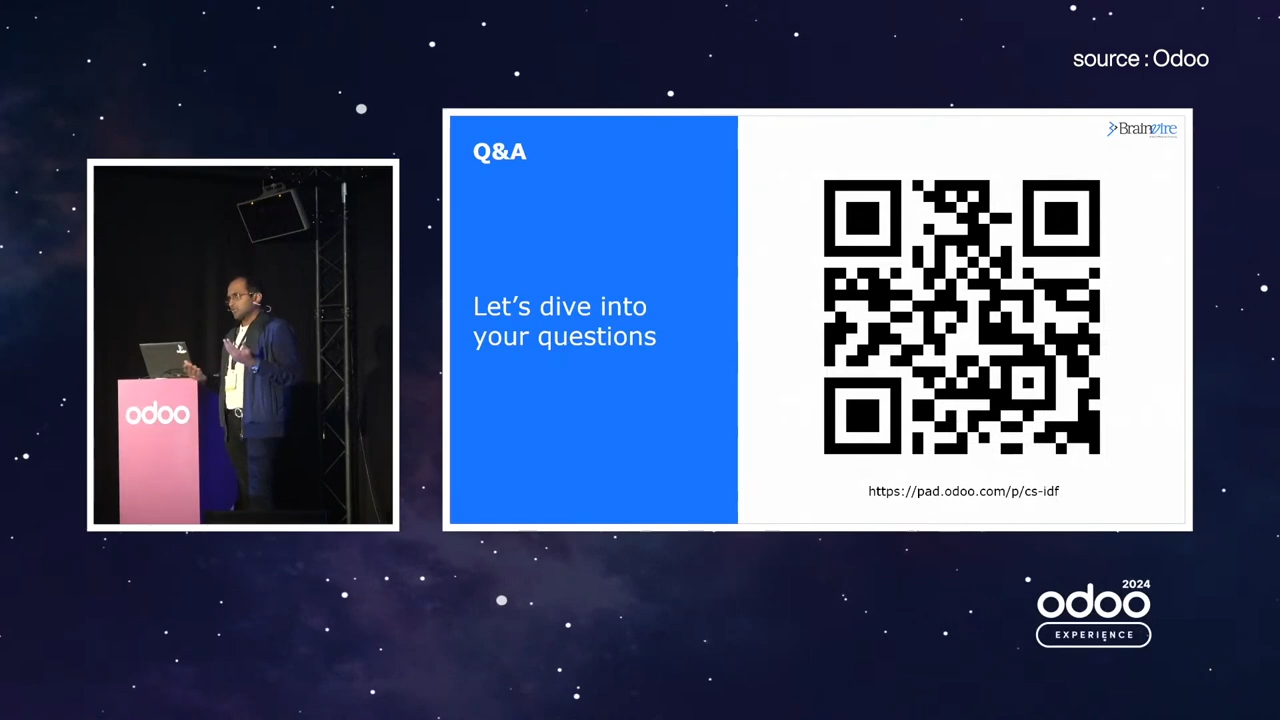 source : Odoo
Brainvire
Q&A
Let's dive into
your questions
https://pad.odoo.com/p/cs-idf
odoo
2024
odoo
EXPERIENCE